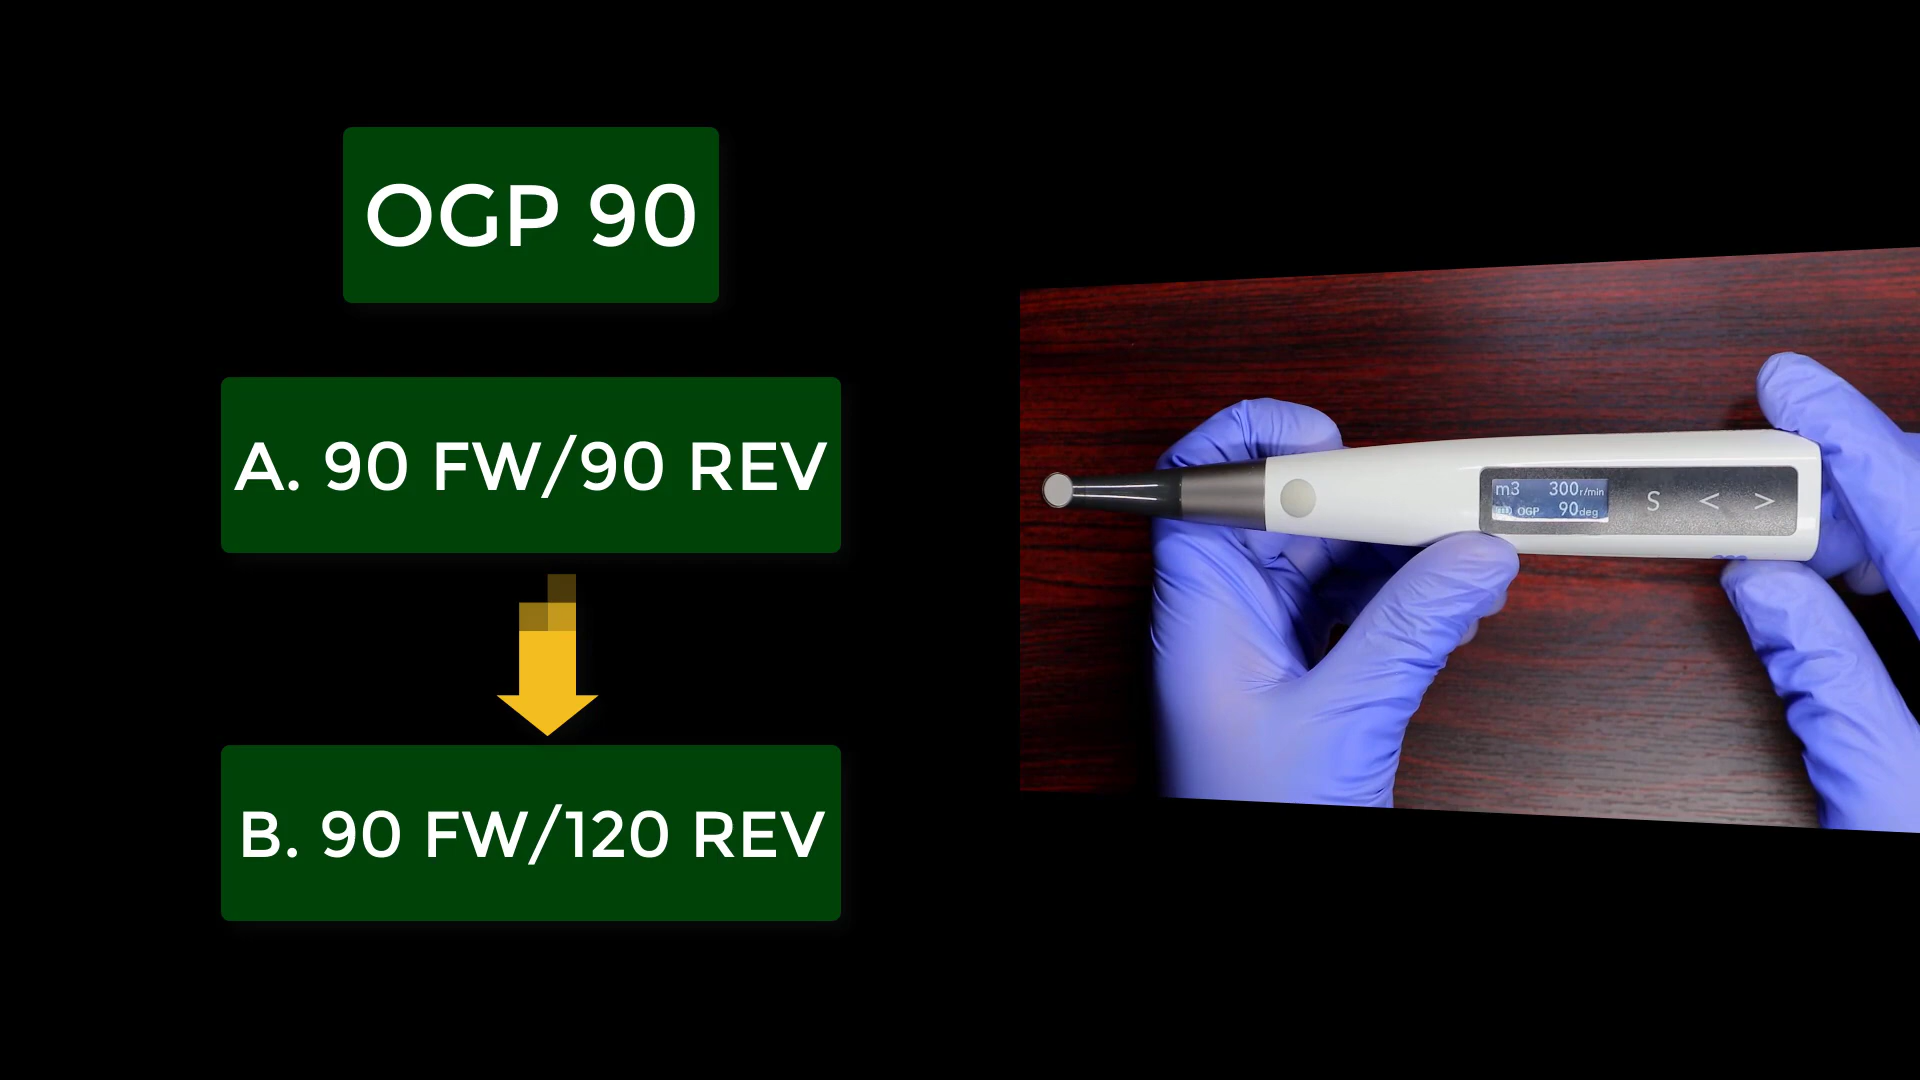 OGP 90
A. 90 FW/90 REV
B. 90 FW/120 REV
m3 300r/min
OGP 90deg
S < >